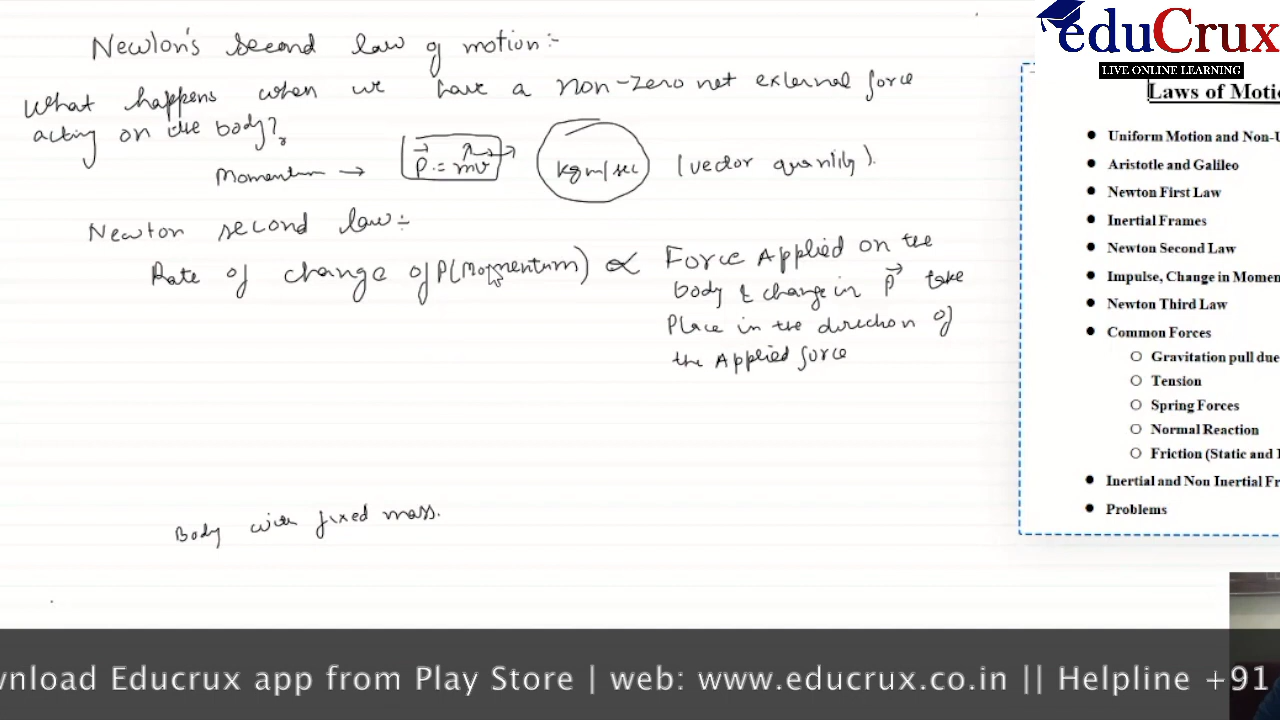 Newton's second law of motion:-
What happens when we have a non-zero net external force
acting on the body?
Momentum → P⃗ = mv⃗ kgm/sec (vector quantity).
Newton second law:-
Rate of change of P(Momentum) ∝ Force Applied on the
body & change in P⃗ take
Place in the direction of
the Applied force
Body with fixed mass.
eduCrux
LIVE ONLINE LEARNING
Laws of Motio
● Uniform Motion and Non-U
● Aristotle and Galileo
● Newton First Law
● Inertial Frames
● Newton Second Law
● Impulse, Change in Momen
● Newton Third Law
● Common Forces
○ Gravitation pull due
○ Tension
○ Spring Forces
○ Normal Reaction
○ Friction (Static and
● Inertial and Non Inertial Fr
● Problems
wnload Educrux app from Play Store | web: www.educrux.co.in || Helpline +91